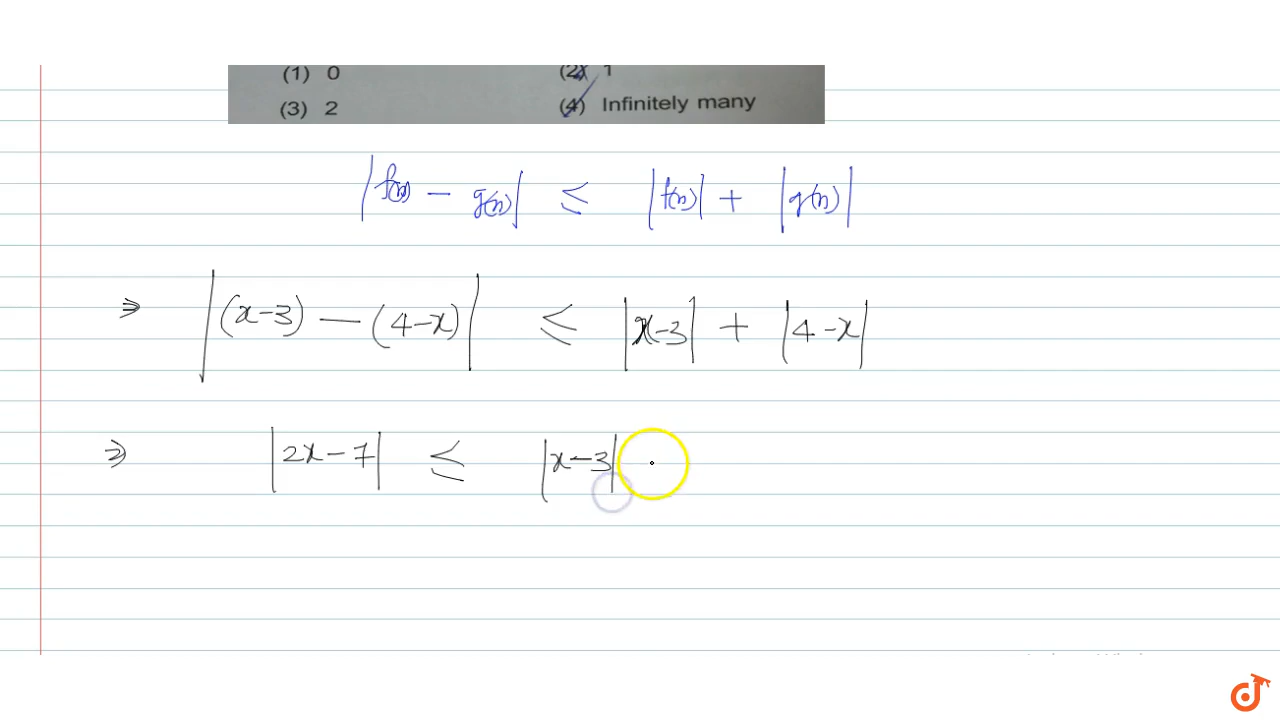 (1) 0 (2) 1
(3) 2 (4) Infinitely many
|f(n) - g(n)| ≤ |f(n)| + |g(n)|
⇒ |(x-3) - (4-x)| ≤ |x-3| + |4-x|
⇒ |2x-7| ≤ |x-3|